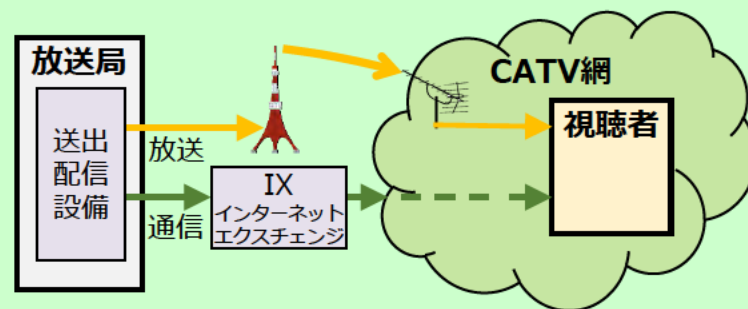 放送局
送出
配信
設備
放送
通信
IX
インターネット
エクスチェンジ
CATV網
視聴者